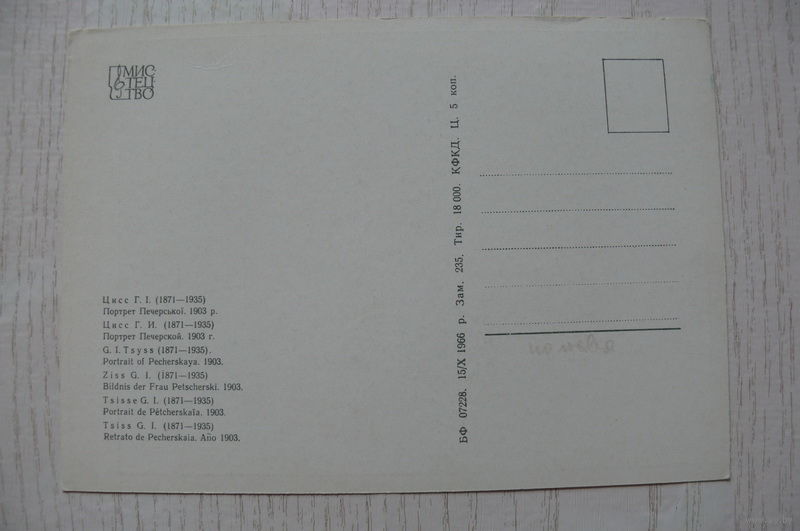 МИС
ТЕЦ
ТВО
Цисс Г. І. (1871—1935)
Портрет Печерської. 1903 р.
Цисс Г. И. (1871—1935)
Портрет Печерской. 1903 г.
G. I. Tsyss (1871—1935).
Portrait of Pecherskaya. 1903.
Ziss G. I. (1871—1935)
Bildnis der Frau Petscherski. 1903.
Tsisse G. I. (1871—1935)
Portrait de Pétcherskaïa. 1903.
Tsiss G. I. (1871—1935)
Retrato de Pecherskaia. Año 1903.
БФ 07228. 15/X 1966 р. Зам. 235. Тир. 18 000. КФКД. Ц. 5 коп.